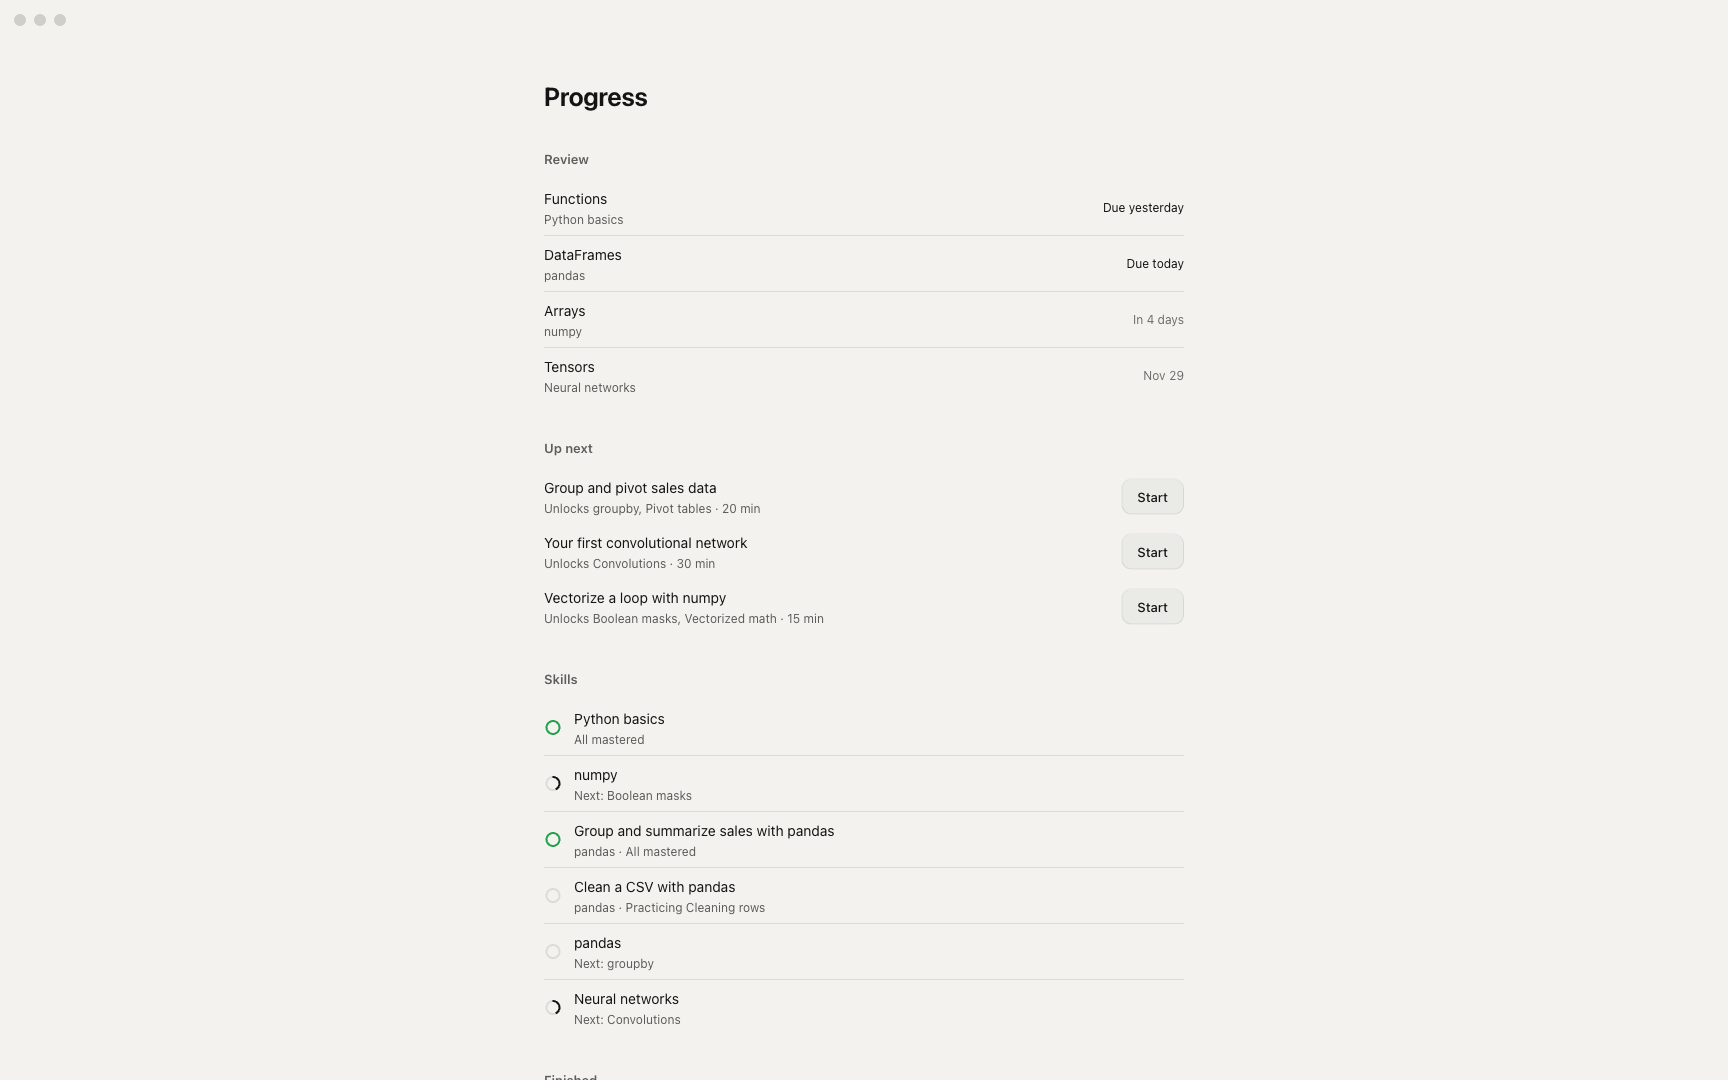 Progress
Review
Functions
Python basics
Due yesterday
DataFrames
pandas
Due today
Arrays
numpy
In 4 days
Tensors
Neural networks
Nov 29
Up next
Group and pivot sales data
Unlocks groupby, Pivot tables · 20 min
Start
Your first convolutional network
Unlocks Convolutions · 30 min
Start
Vectorize a loop with numpy
Unlocks Boolean masks, Vectorized math · 15 min
Start
Skills
Python basics
All mastered
numpy
Next: Boolean masks
Group and summarize sales with pandas
pandas · All mastered
Clean a CSV with pandas
pandas · Practicing Cleaning rows
pandas
Next: groupby
Neural networks
Next: Convolutions
Finished